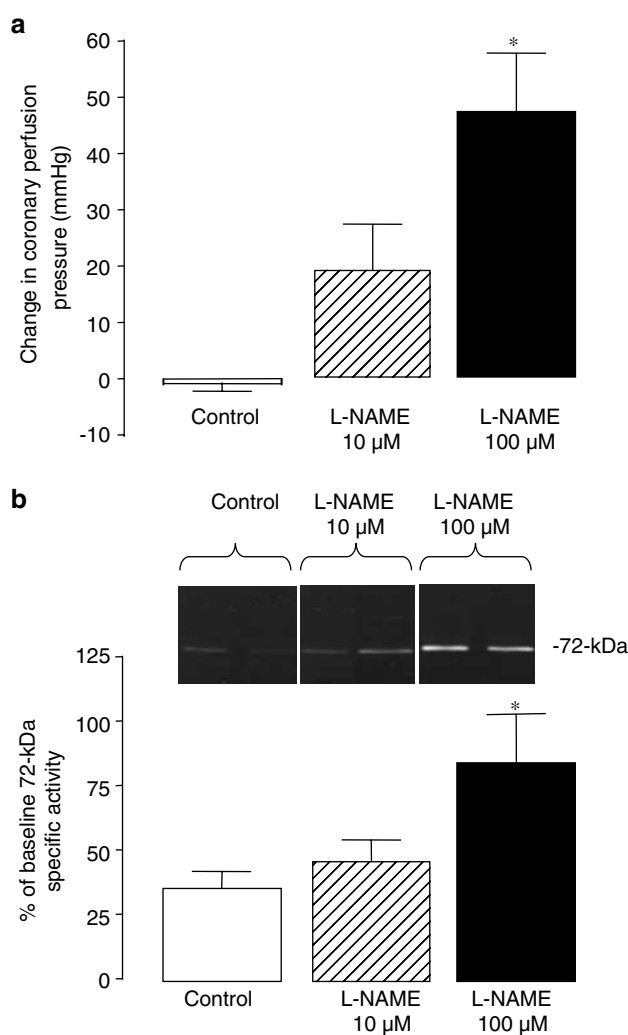 a
Change in coronary perfusion
pressure (mmHg)
60
50
40
30
20
10
0
-10
*
Control
L-NAME
10 µM
L-NAME
100 µM
b
Control
L-NAME
10 µM
L-NAME
100 µM
-72-kDa
% of baseline 72-kDa
specific activity
125
100
75
50
25
0
*
Control
L-NAME
10 µM
L-NAME
100 µM